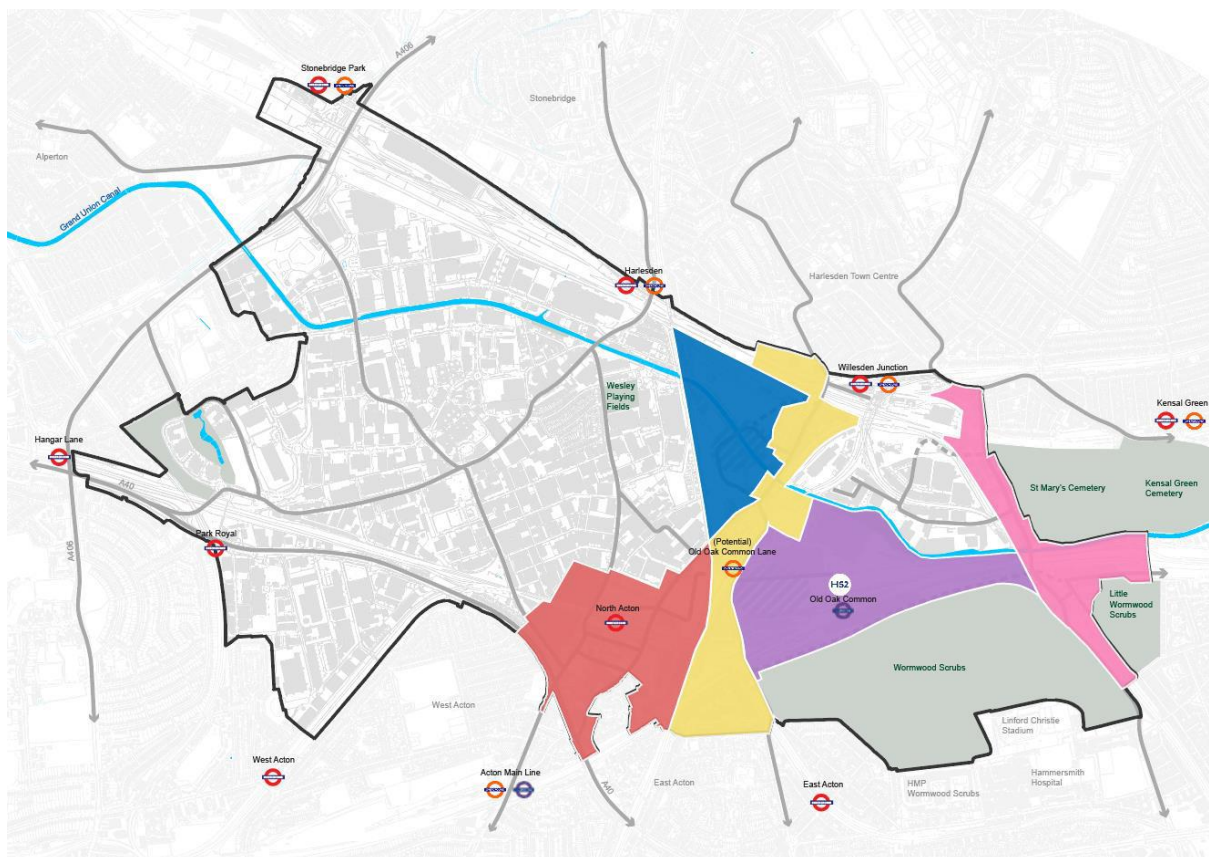 A406
Stonebridge Park
Stonebridge
Alperton
Grand Union Canal
Harlesden
Harlesden Town Centre
Willesden Junction
Wesley
Playing
Fields
Kensal Green
Hangar Lane
A40
St Mary's Cemetery
Kensal Green
Cemetery
Park Royal
A406
(Potential)
Old Oak Common Lane
HS2
Old Oak Common
North Acton
Little
Wormwood
Scrubs
Wormwood Scrubs
West Acton
Linford Christie
Stadium
West Acton
Acton Main Line
A40
East Acton
East Acton
HMP
Wormwood Scrubs
Hammersmith
Hospital